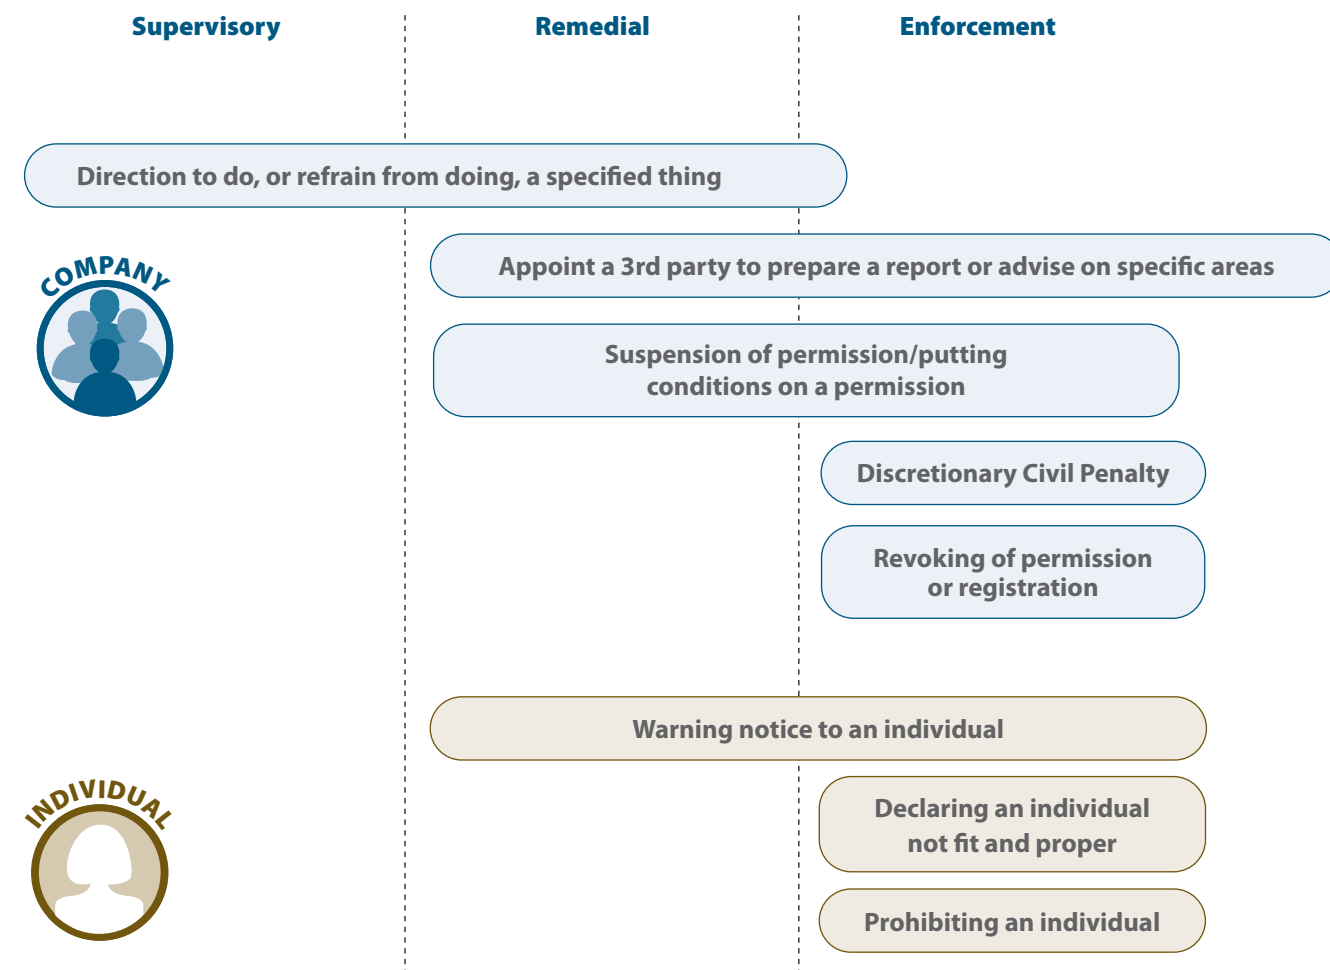 Supervisory
Remedial
Enforcement
Direction to do, or refrain from doing, a specified thing
COMPANY
Appoint a 3rd party to prepare a report or advise on specific areas
Suspension of permission/putting
conditions on a permission
Discretionary Civil Penalty
Revoking of permission
or registration
Warning notice to an individual
INDIVIDUAL
Declaring an individual
not fit and proper
Prohibiting an individual